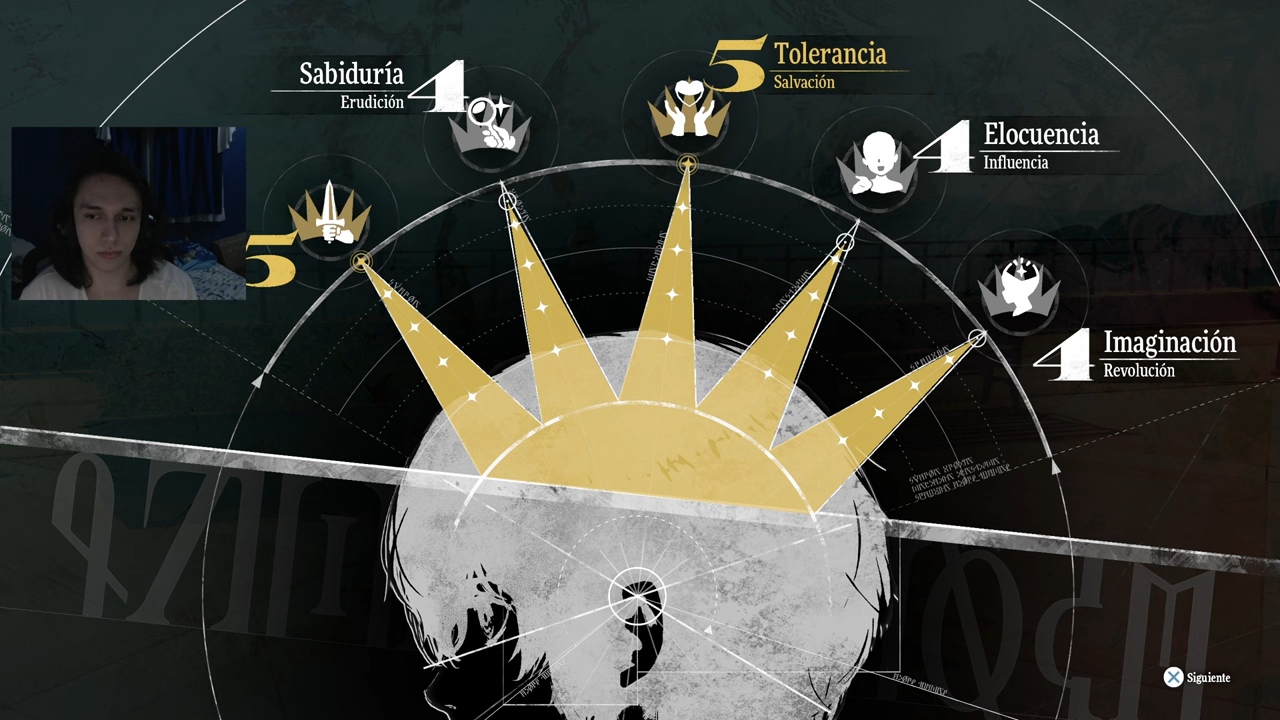 Sabiduría
Erudición
4
5
Tolerancia
Salvación
4
Elocuencia
Influencia
5
4
Imaginación
Revolución
Siguiente